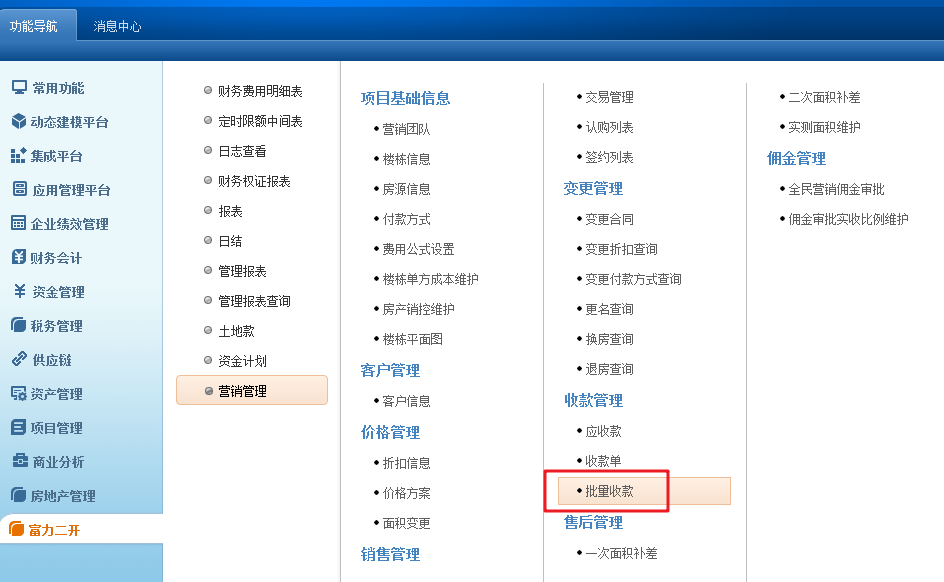 功能导航
消息中心
常用功能
动态建模平台
集成平台
应用管理平台
企业绩效管理
财务会计
资金管理
税务管理
供应链
资产管理
项目管理
商业分析
房地产管理
富力二开
财务费用明细表
定时限额中间表
日志查看
财务权证报表
报表
日结
管理报表
管理报表查询
土地款
资金计划
营销管理
项目基础信息
营销团队
楼栋信息
房源信息
付款方式
费用公式设置
楼栋单方成本维护
房产销控维护
楼栋平面图
客户管理
客户信息
价格管理
折扣信息
价格方案
面积变更
销售管理
交易管理
认购列表
签约列表
变更管理
变更合同
变更折扣查询
变更付款方式查询
更名查询
换房查询
退房查询
收款管理
应收款
收款单
批量收款
售后管理
一次面积补差
二次面积补差
实测面积维护
佣金管理
全民营销佣金审批
佣金审批实收比例维护